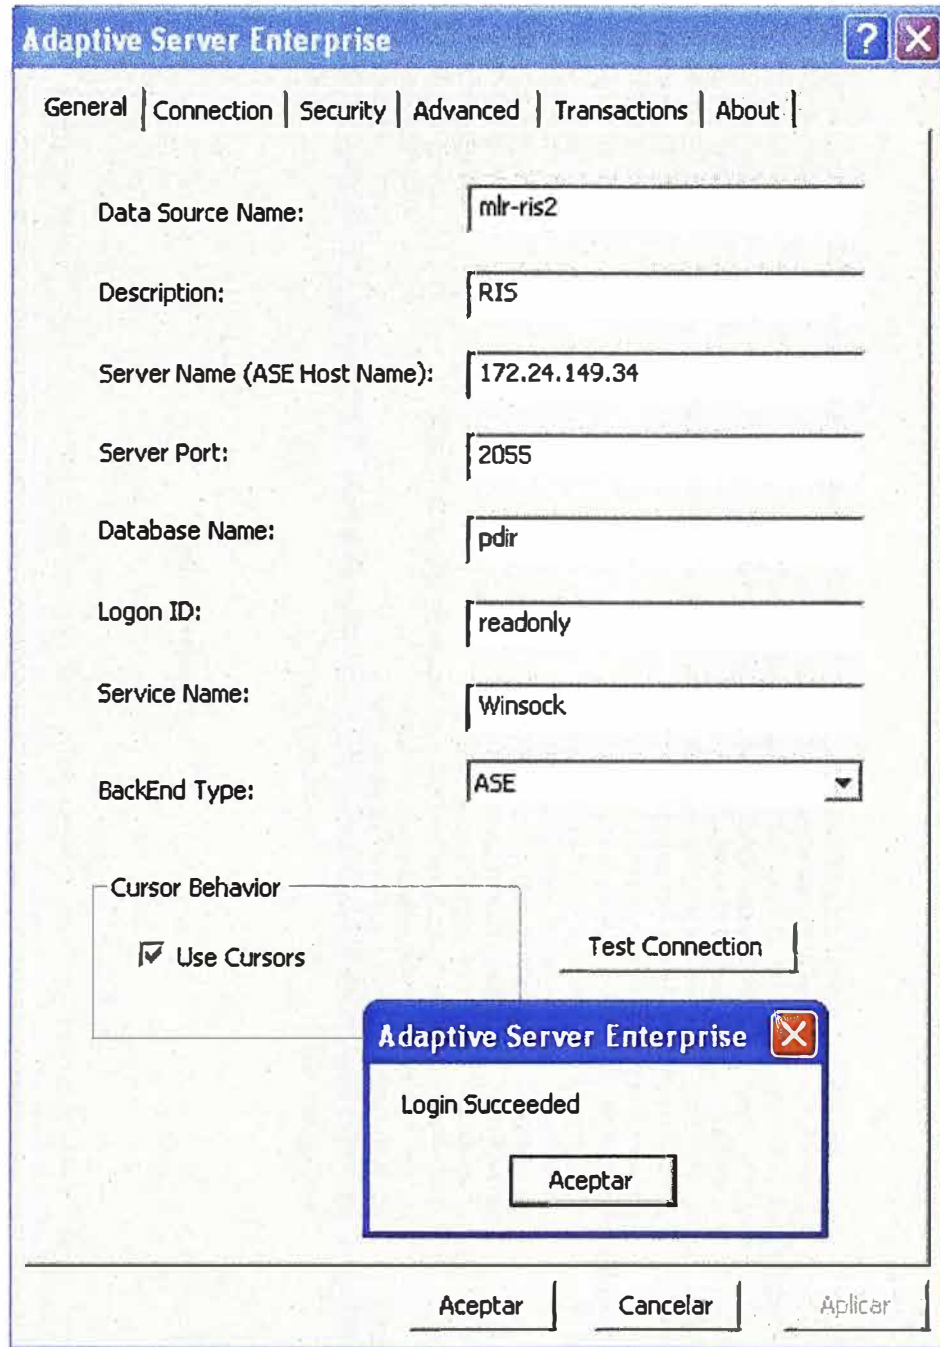 Adaptive Server Enterprise
General Connection Security Advanced Transactions About
Data Source Name: mlr-ris2
Description: RIS
Server Name (ASE Host Name): 172.24.149.34
Server Port: 2055
Database Name: pdir
Logon ID: readonly
Service Name: Winsock
BackEnd Type: ASE
Cursor Behavior
Use Cursors
Test Connection
Adaptive Server Enterprise
Login Succeeded
Aceptar
Aceptar Cancelar Aplicar